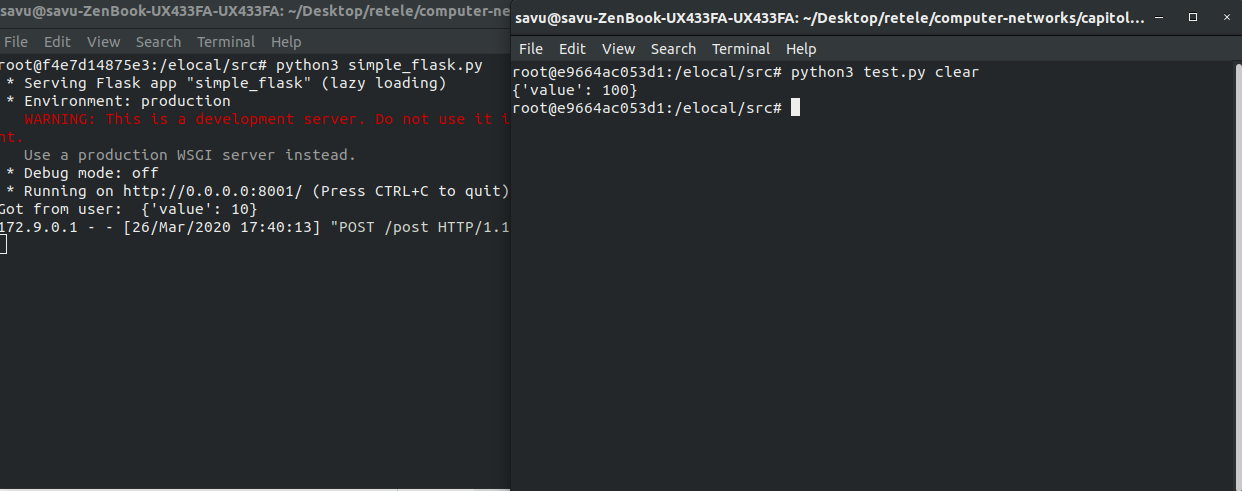 savu@savu-ZenBook-UX433FA-UX433FA: ~/Desktop/retele/computer-ne
File Edit View Search Terminal Help
root@f4e7d14875e3:/elocal/src# python3 simple_flask.py
* Serving Flask app "simple_flask" (lazy loading)
* Environment: production
WARNING: This is a development server. Do not use it i
nt.
Use a production WSGI server instead.
* Debug mode: off
* Running on http://0.0.0.0:8001/ (Press CTRL+C to quit)
Got from user:  {'value': 10}
172.9.0.1 - - [26/Mar/2020 17:40:13] "POST /post HTTP/1.1
savu@savu-ZenBook-UX433FA-UX433FA: ~/Desktop/retele/computer-networks/capitol...
File Edit View Search Terminal Help
root@e9664ac053d1:/elocal/src# python3 test.py clear
{'value': 100}
root@e9664ac053d1:/elocal/src#